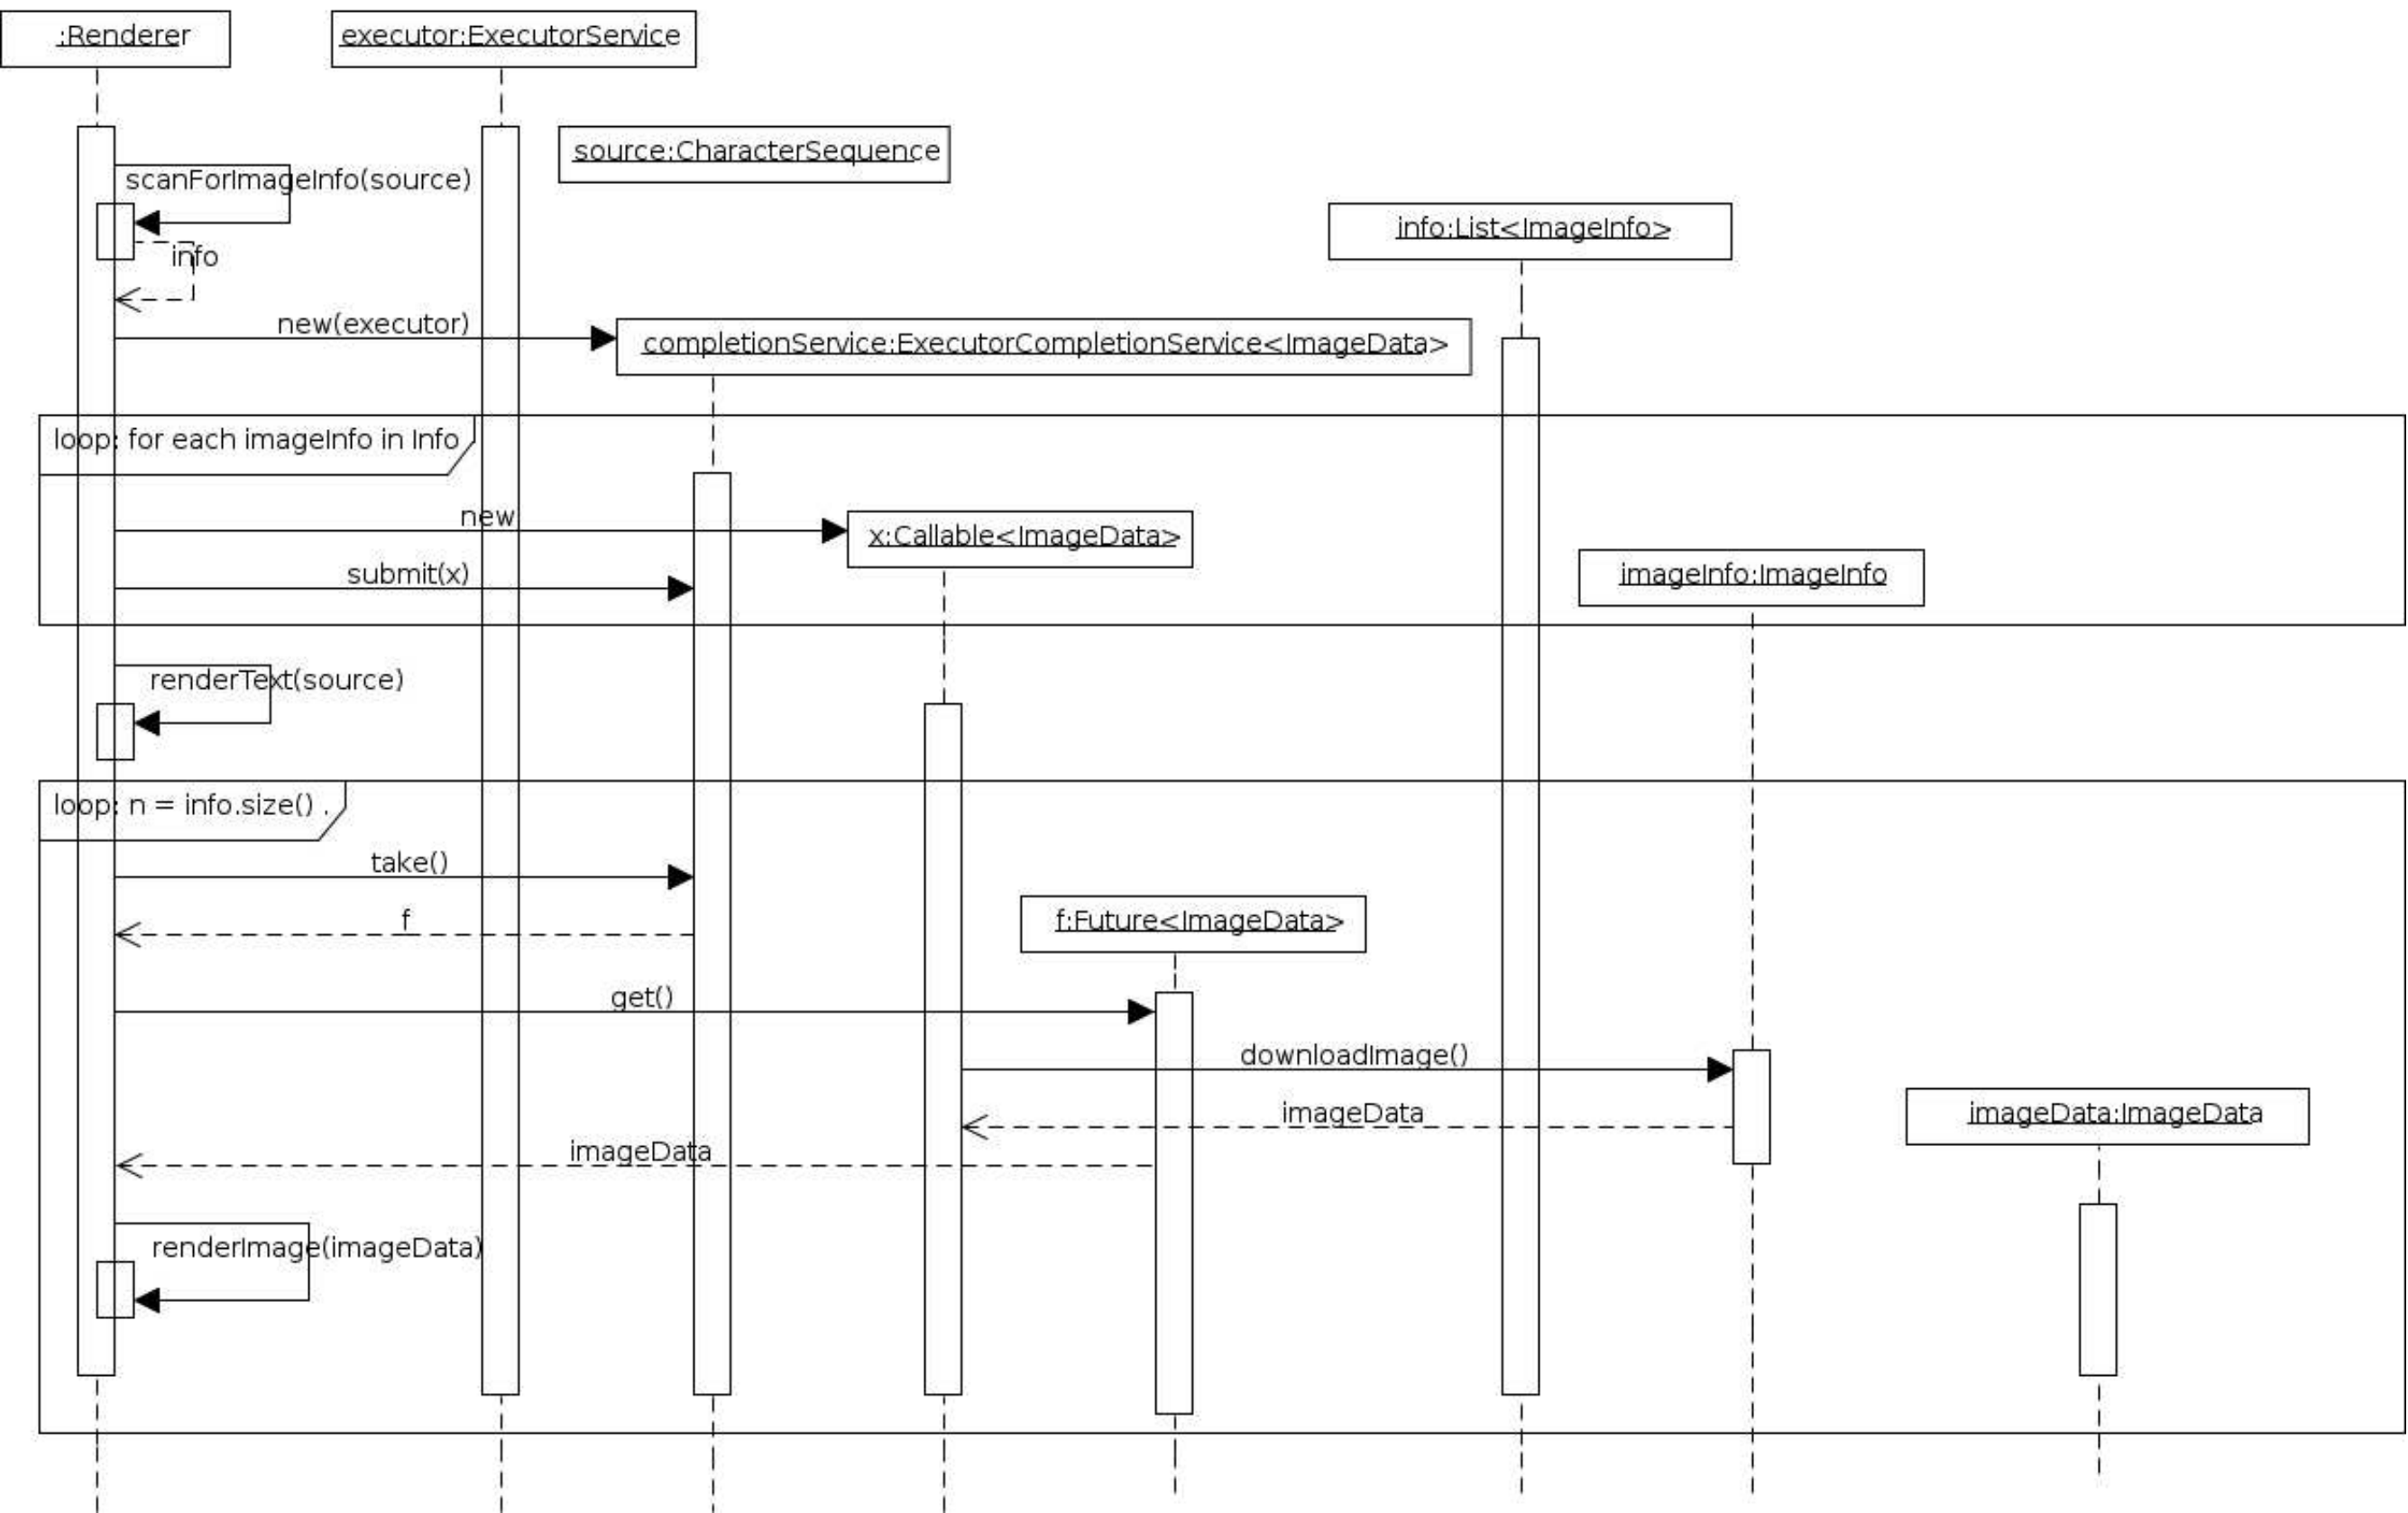 :Renderer
executor:ExecutorService
source:CharacterSequence
scanForImageInfo(source)
info:List<ImageInfo>
info
new(executor)
completionService:ExecutorCompletionService<ImageData>
loop: for each imageInfo in Info
new
x:Callable<ImageData>
submit(x)
imageInfo:ImageInfo
renderText(source)
loop: n = info.size() .
take()
f
f:Future<ImageData>
get()
downloadImage()
imageData
imageData:ImageData
imageData
renderImage(imageData)